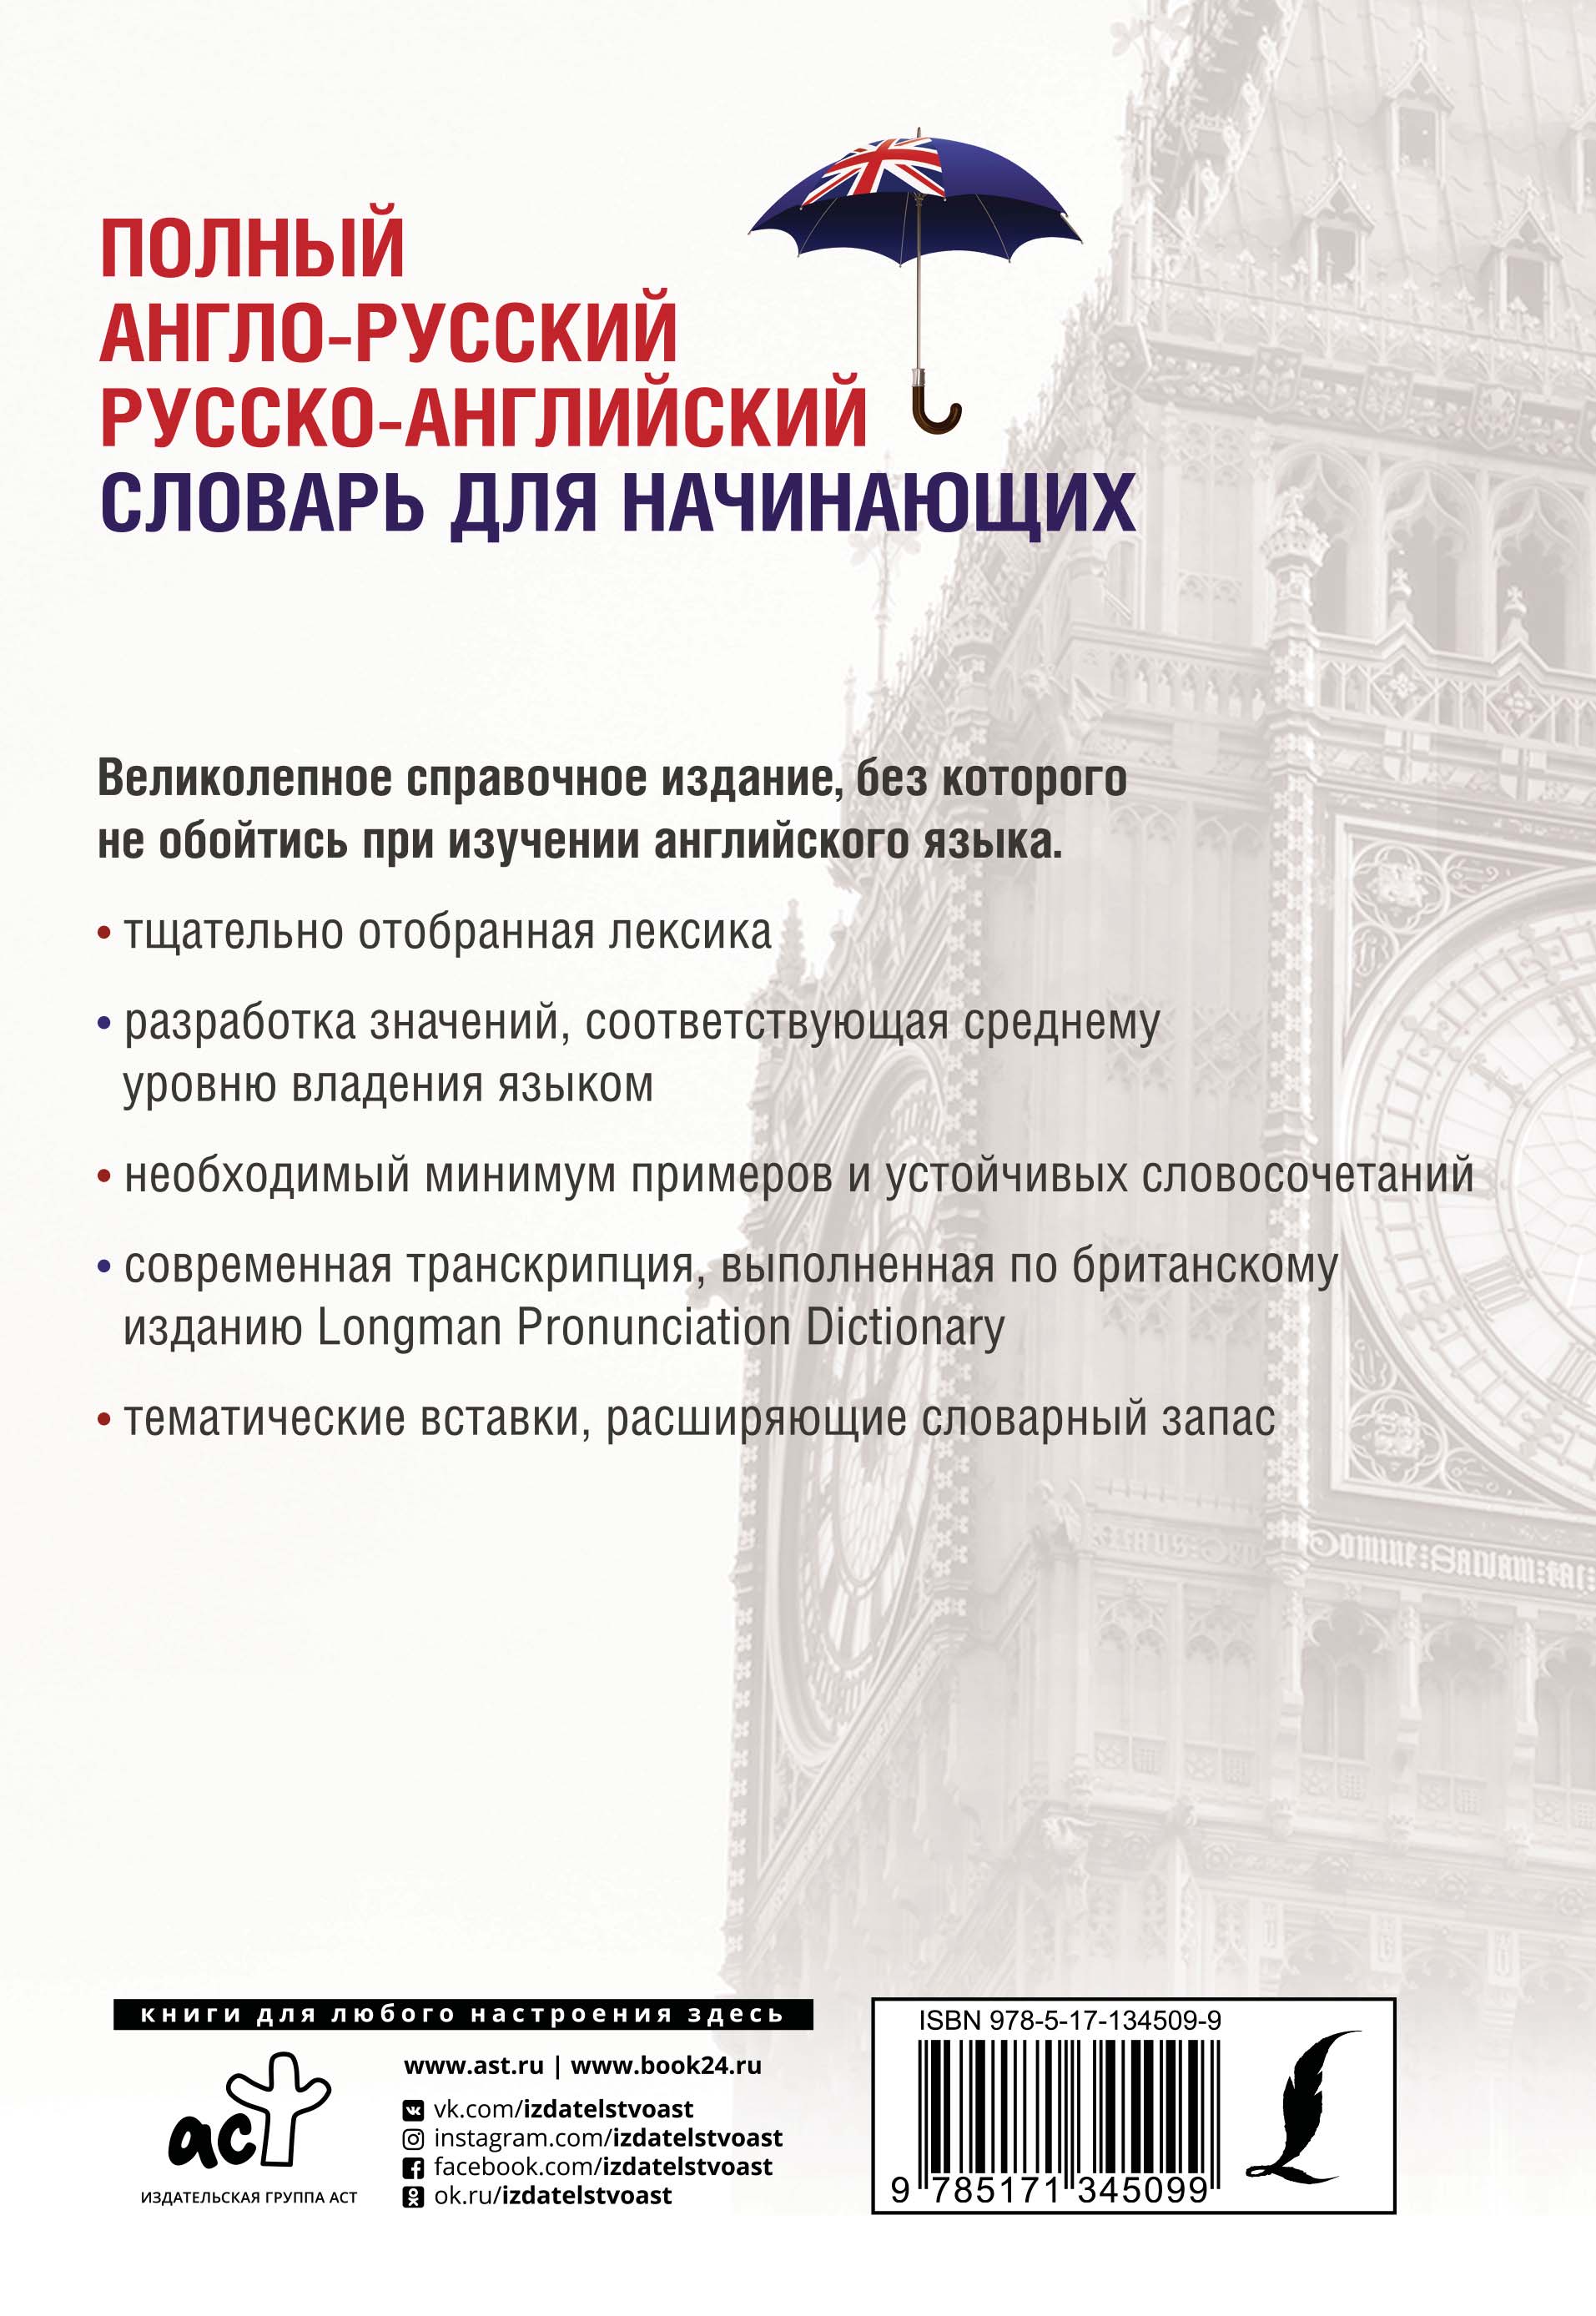 ПОЛНЫЙ
АНГЛО-РУССКИЙ
РУССКО-АНГЛИЙСКИЙ
СЛОВАРЬ ДЛЯ НАЧИНАЮЩИХ
Великолепное справочное издание, без которого
не обойтись при изучении английского языка.
• тщательно отобранная лексика
• разработка значений, соответствующая среднему
уровню владения языком
• необходимый минимум примеров и устойчивых словосочетаний
• современная транскрипция, выполненная по британскому
изданию Longman Pronunciation Dictionary
• тематические вставки, расширяющие словарный запас
DOMINE : SALVAM : FAC :
книги для любого настроения здесь
аст
ИЗДАТЕЛЬСКАЯ ГРУППА АСТ
www.ast.ru | www.book24.ru
vk.com/izdatelstvoast
instagram.com/izdatelstvoast
facebook.com/izdatelstvoast
ok.ru/izdatelstvoast
ISBN 978-5-17-134509-9
9 785171 345099